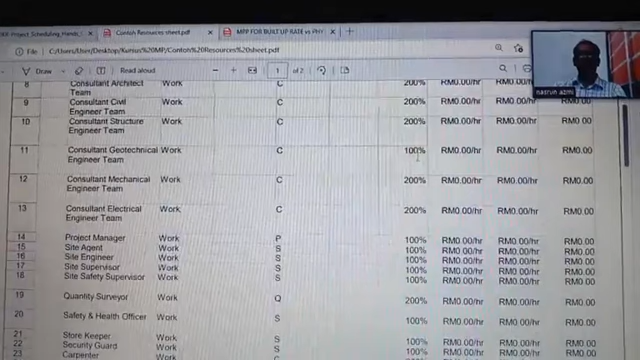 Project_Scheduling_Hands_
Contoh Resources sheet.pdf
MPP FOR BUILT UP RATE vs PHY
File
C:/Users/User/Desktop/Kursus%20MP/Contoh%20Resources%20sheet.pdf
Draw
Read aloud
1 of 2
nasrun azmi
8 Consultant Architect Work C 200% RM0.00/hr RM0.00/hr RM0.00
Team
9 Consultant Civil Work C 200% RM0.00/hr RM0.00/hr RM0.00
Engineer Team
10 Consultant Structure Work C 200% RM0.00/hr RM0.00/hr RM0.00
Engineer Team
11 Consultant Geotechnical Work C 100% RM0.00/hr RM0.00/hr RM0.00
Engineer Team
12 Consultant Mechanical Work C 200% RM0.00/hr RM0.00/hr RM0.00
Engineer Team
13 Consultant Electrical Work C 200% RM0.00/hr RM0.00/hr RM0.00
Engineer Team
14 Project Manager Work P 100% RM0.00/hr RM0.00/hr RM0.00
15 Site Agent Work S 100% RM0.00/hr RM0.00/hr RM0.00
16 Site Engineer Work S 100% RM0.00/hr RM0.00/hr RM0.00
17 Site Supervisor Work S 100% RM0.00/hr RM0.00/hr RM0.00
18 Site Safety Supervisor Work S 100% RM0.00/hr RM0.00/hr RM0.00
19 Quantity Surveyor Work Q 200% RM0.00/hr RM0.00/hr RM0.00
20 Safety & Health Officer Work S 100% RM0.00/hr RM0.00/hr RM0.00
21 Store Keeper Work S 100% RM0.00/hr RM0.00/hr RM0.00
22 Security Guard Work S 100% RM0.00/hr RM0.00/hr RM0.00
23 Carpenter Work C 100% RM0.00/hr RM0.00/hr RM0.00